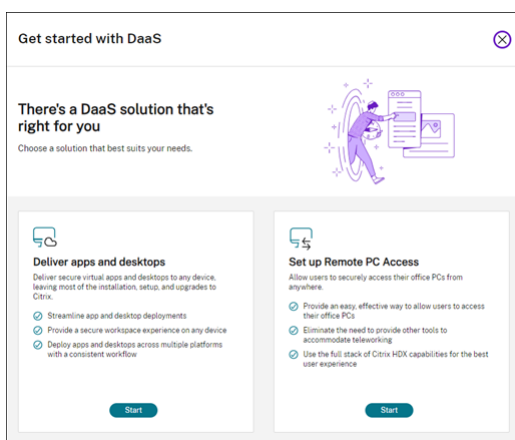 Get started with DaaS
There's a DaaS solution that's
right for you
Choose a solution that best suits your needs.
Deliver apps and desktops
Deliver secure virtual apps and desktops to any device,
leaving most of the installation, setup, and upgrades to
Citrix.
Streamline app and desktop deployments
Provide a secure workspace experience on any device
Deploy apps and desktops across multiple platforms
with a consistent workflow
Start
Set up Remote PC Access
Allow users to securely access their office PCs from
anywhere.
Provide an easy, effective way to allow users to access
their office PCs
Eliminate the need to provide other tools to
accommodate teleworking
Use the full stack of Citrix HDX capabilities for the best
user experience
Start